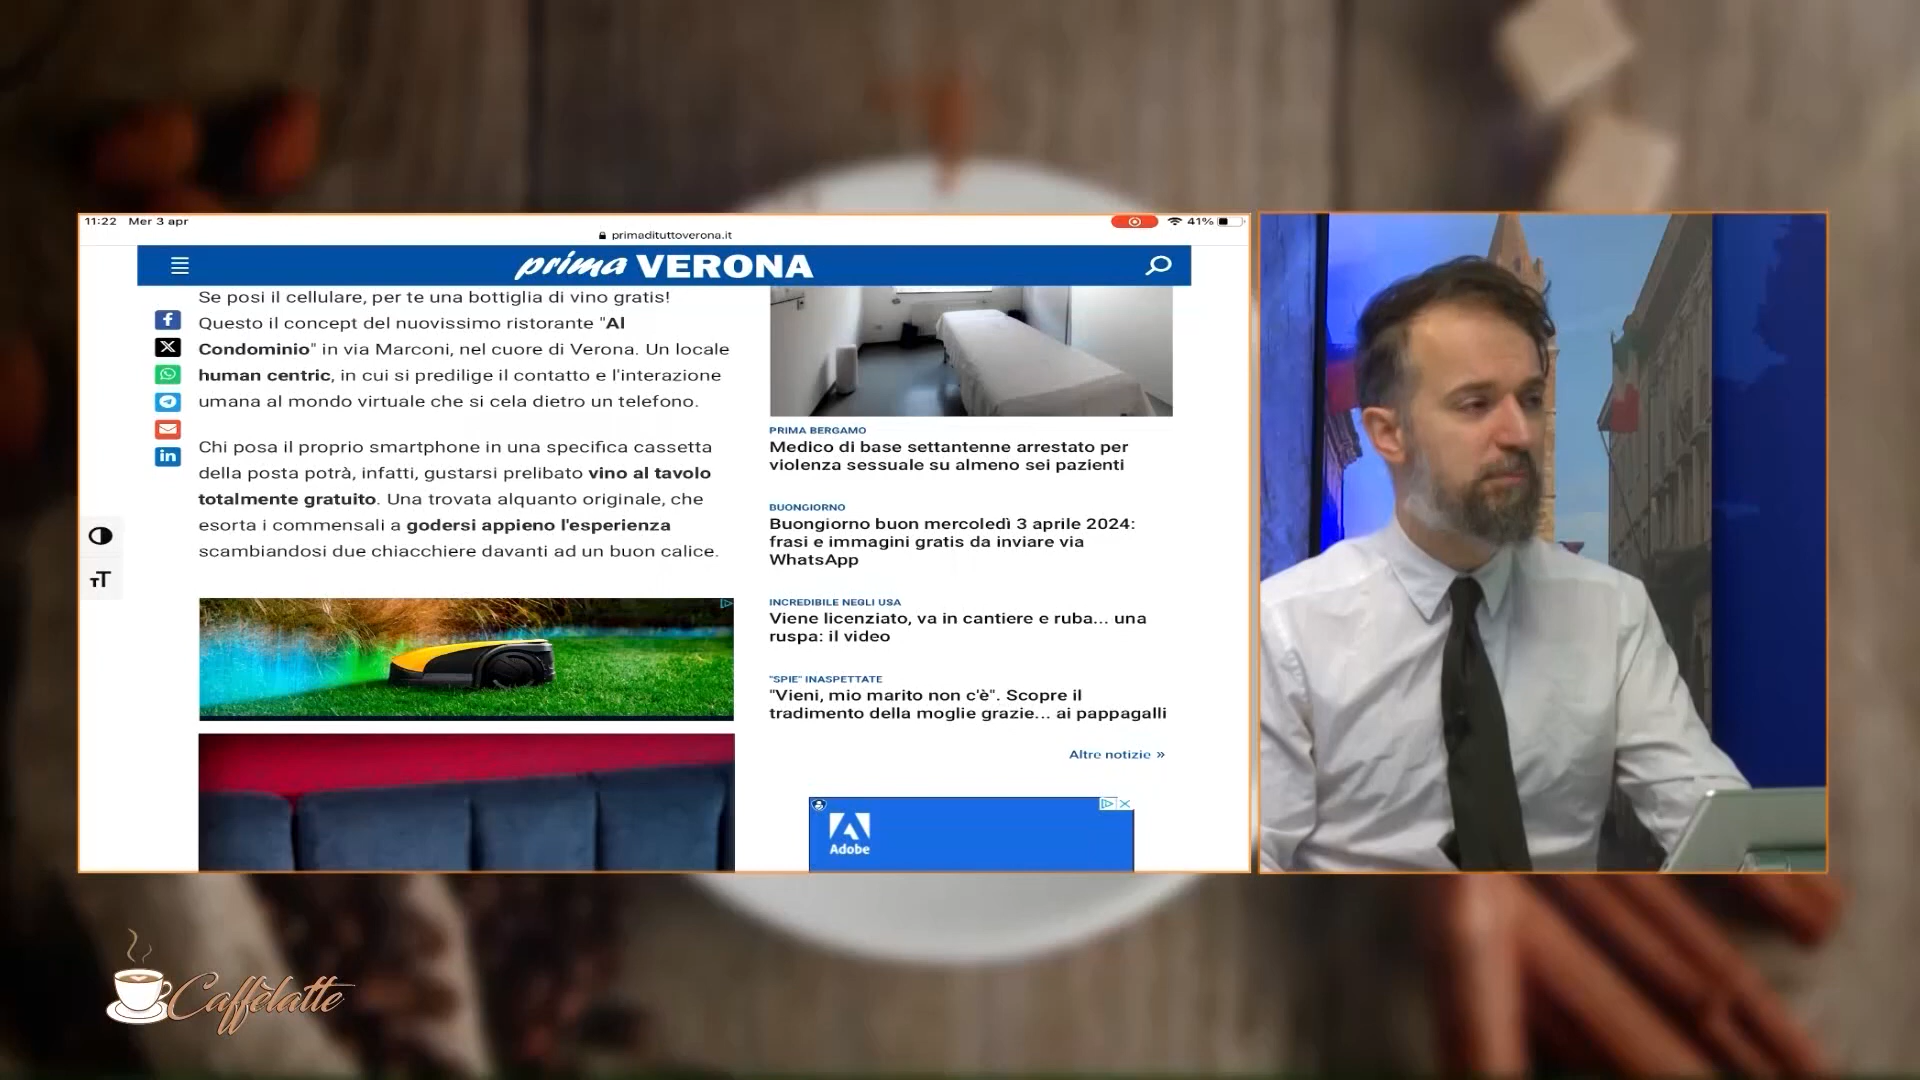 11:22 Mer 3 apr
41%
primadituttoverona.it
prima VERONA
Se posi il cellulare, per te una bottiglia di vino gratis!
Questo il concept del nuovissimo ristorante "Al
Condominio" in via Marconi, nel cuore di Verona. Un locale
human centric, in cui si predilige il contatto e l'interazione
umana al mondo virtuale che si cela dietro un telefono.
Chi posa il proprio smartphone in una specifica cassetta
della posta potrà, infatti, gustarsi prelibato vino al tavolo
totalmente gratuito. Una trovata alquanto originale, che
esorta i commensali a godersi appieno l'esperienza
scambiandosi due chiacchiere davanti ad un buon calice.
TT
PRIMA BERGAMO
Medico di base settantenne arrestato per
violenza sessuale su almeno sei pazienti
BUONGIORNO
Buongiorno buon mercoledì 3 aprile 2024:
frasi e immagini gratis da inviare via
WhatsApp
INCREDIBILE NEGLI USA
Viene licenziato, va in cantiere e ruba... una
ruspa: il video
"SPIE" INASPETTATE
"Vieni, mio marito non c'è". Scopre il
tradimento della moglie grazie... ai pappagalli
Altre notizie »
Adobe
Caffèlatte